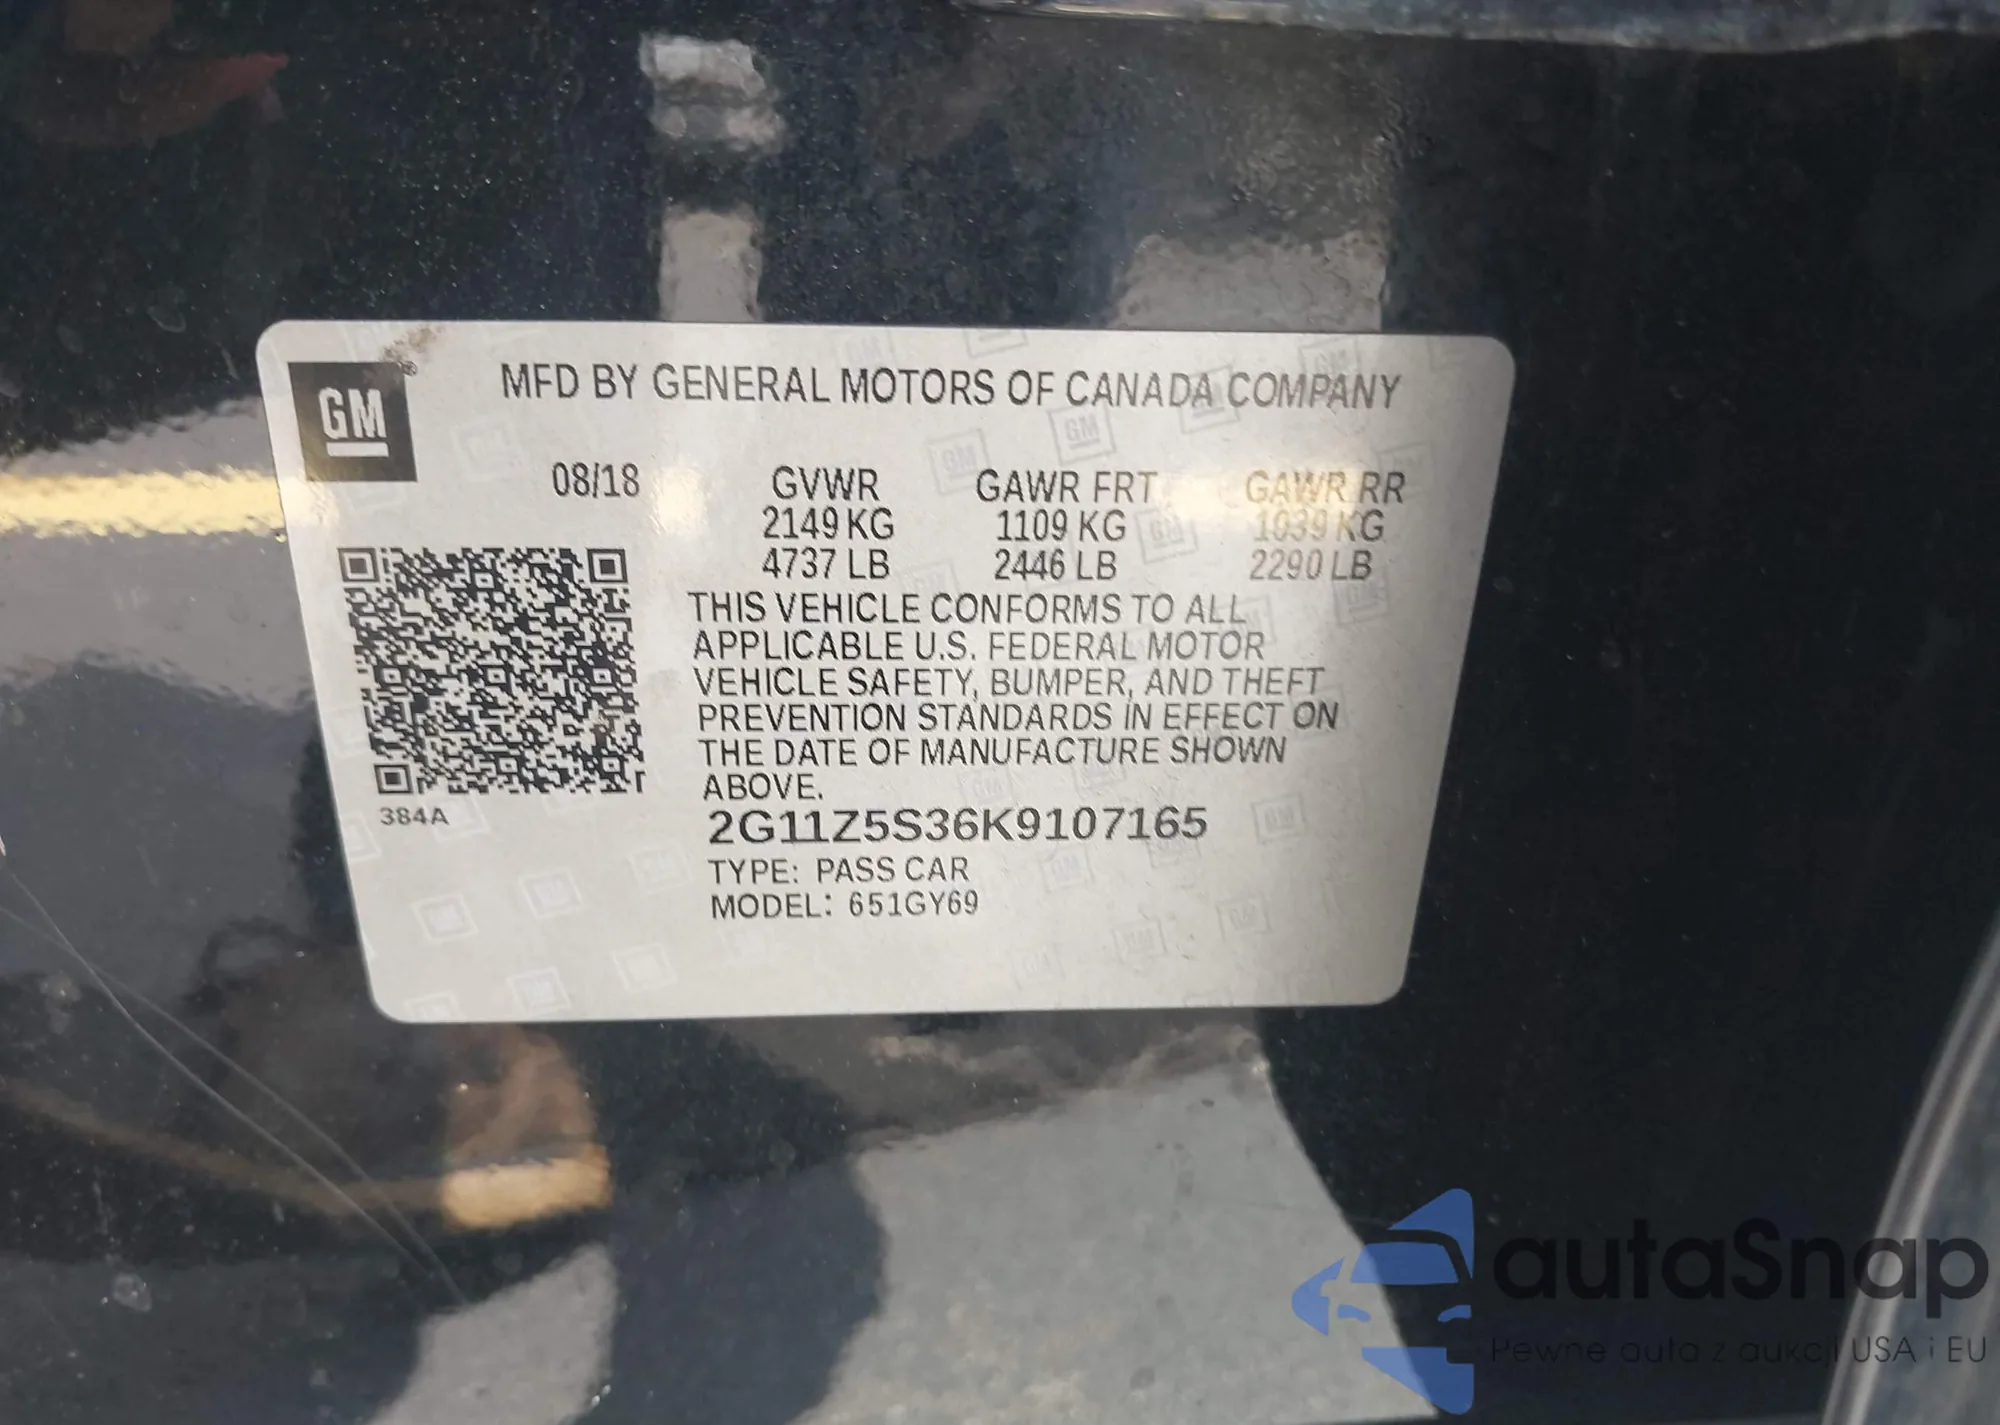 GM
MFD BY GENERAL MOTORS OF CANADA COMPANY
08/18 GVWR GAWR FRT GAWR RR
2149 KG 1109 KG 1039 KG
4737 LB 2446 LB 2290 LB
THIS VEHICLE CONFORMS TO ALL
APPLICABLE U.S. FEDERAL MOTOR
VEHICLE SAFETY, BUMPER, AND THEFT
PREVENTION STANDARDS IN EFFECT ON
THE DATE OF MANUFACTURE SHOWN
ABOVE.
384A
2G11Z5S36K9107165
TYPE: PASS CAR
MODEL: 651GY69
autaSnap
Pewne auta z aukcji USA i EU